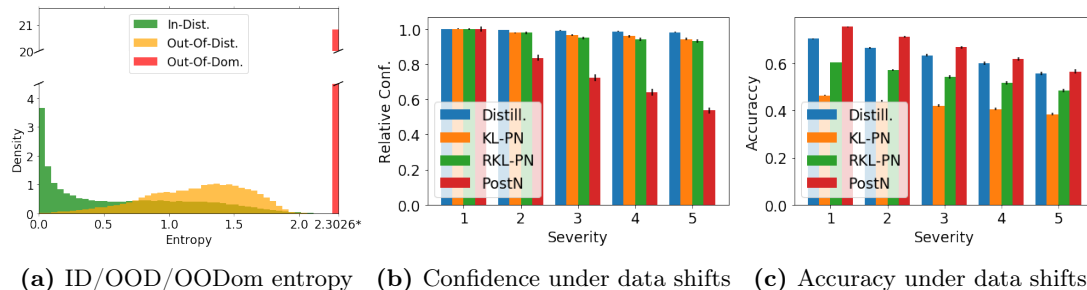 21
20
4
3
2
1
0
Density
0.0 0.5 1.0 1.5 2.0 2.3026*
Entropy
In-Dist.
Out-Of-Dist.
Out-Of-Dom.
(a) ID/OOD/OODom entropy
1.0
0.8
0.6
0.4
0.2
0.0
Relative Conf.
Distill.
KL-PN
RKL-PN
PostN
1 2 3 4 5
Severity
(b) Confidence under data shifts
0.6
0.4
0.2
0.0
Accuraccy
Distill.
KL-PN
RKL-PN
PostN
1 2 3 4 5
Severity
(c) Accuracy under data shifts